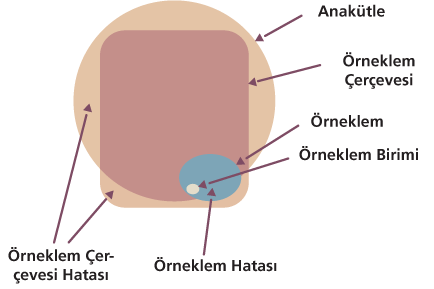 Anakütle
Örneklem
Çerçevesi
Örneklem
Örneklem Birimi
Örneklem Çer-
çevesi Hatası
Örneklem Hatası